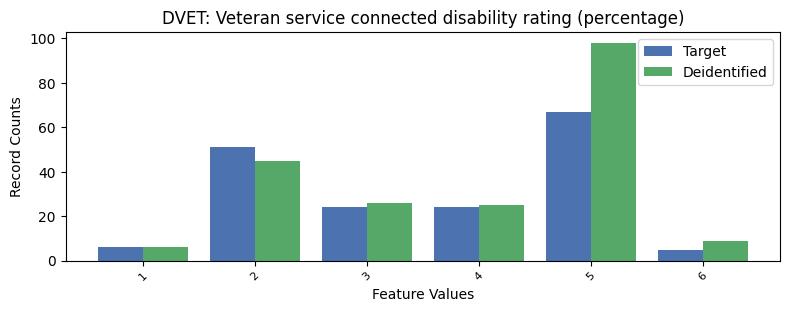 DVET: Veteran service connected disability rating (percentage)
Target
Deidentified
Record Counts
100
80
60
40
20
0
1 2 3 4 5 6
Feature Values